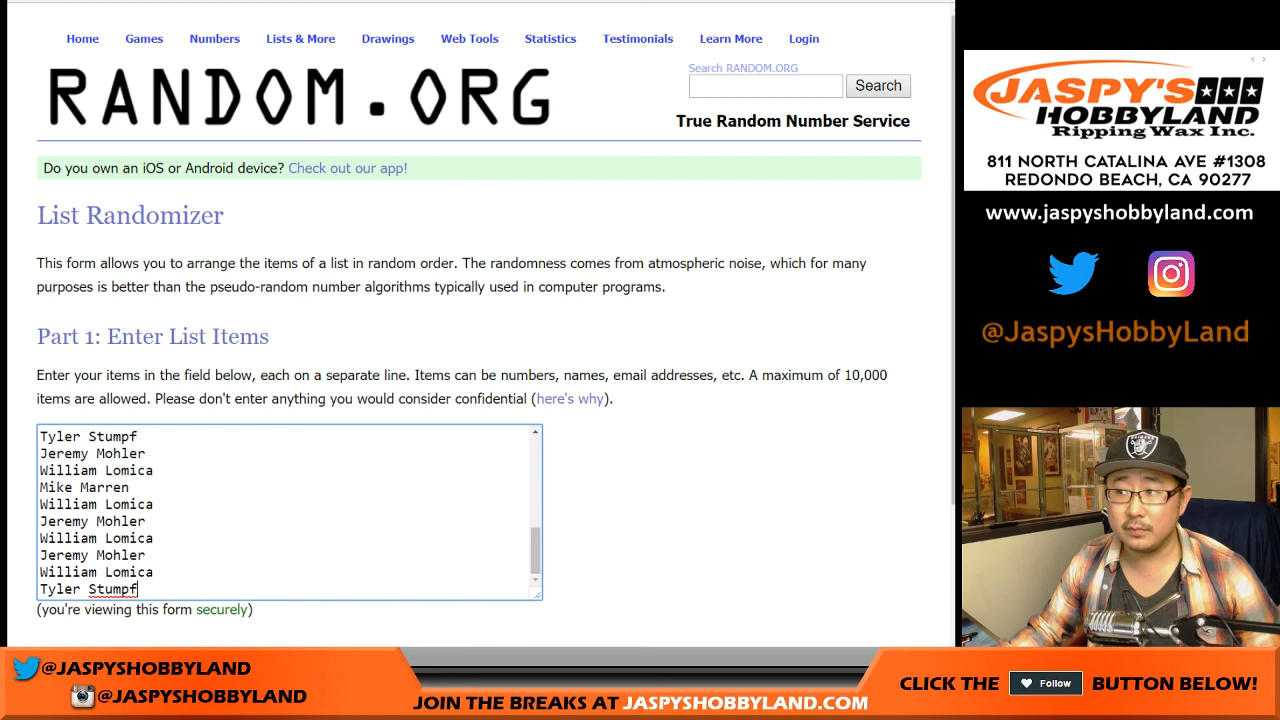 Home Games Numbers Lists & More Drawings Web Tools Statistics Testimonials Learn More Login
RANDOM.ORG
Search RANDOM.ORG
Search
True Random Number Service
Do you own an iOS or Android device? Check out our app!
List Randomizer
This form allows you to arrange the items of a list in random order. The randomness comes from atmospheric noise, which for many
purposes is better than the pseudo-random number algorithms typically used in computer programs.
Part 1: Enter List Items
Enter your items in the field below, each on a separate line. Items can be numbers, names, email addresses, etc. A maximum of 10,000
items are allowed. Please don't enter anything you would consider confidential (here's why).
Tyler Stumpf
Jeremy Mohler
William Lomica
Mike Marren
William Lomica
Jeremy Mohler
William Lomica
Jeremy Mohler
William Lomica
Tyler Stumpf
(you're viewing this form securely)
JASPY'S
HOBBYLAND
Ripping Wax Inc.
811 NORTH CATALINA AVE #1308
REDONDO BEACH, CA 90277
www.jaspyshobbyland.com
@JaspysHobbyLand
@JASPYSHOBBYLAND
@JASPYSHOBBYLAND
JOIN THE BREAKS AT JASPYSHOBBYLAND.COM
CLICK THE Follow BUTTON BELOW!